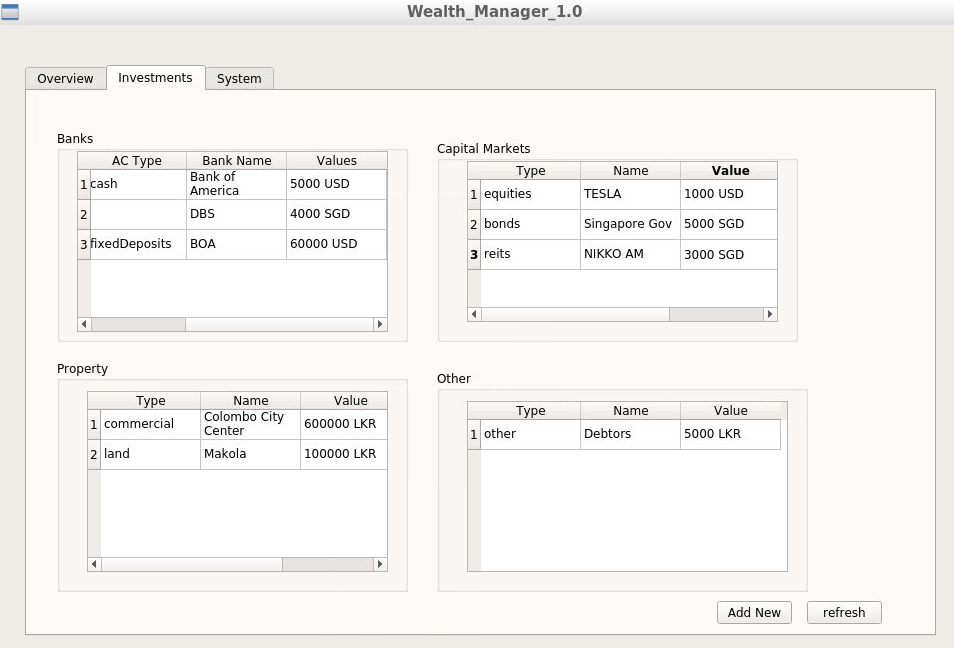 Wealth_Manager_1.0
Overview Investments System
Banks
AC Type Bank Name Values
1 cash Bank of
America 5000 USD
2 DBS 4000 SGD
3 fixedDeposits BOA 60000 USD
Capital Markets
Type Name Value
1 equities TESLA 1000 USD
2 bonds Singapore Gov 5000 SGD
3 reits NIKKO AM 3000 SGD
Property
Type Name Value
1 commercial Colombo City
Center 600000 LKR
2 land Makola 100000 LKR
Other
Type Name Value
1 other Debtors 5000 LKR
Add New refresh